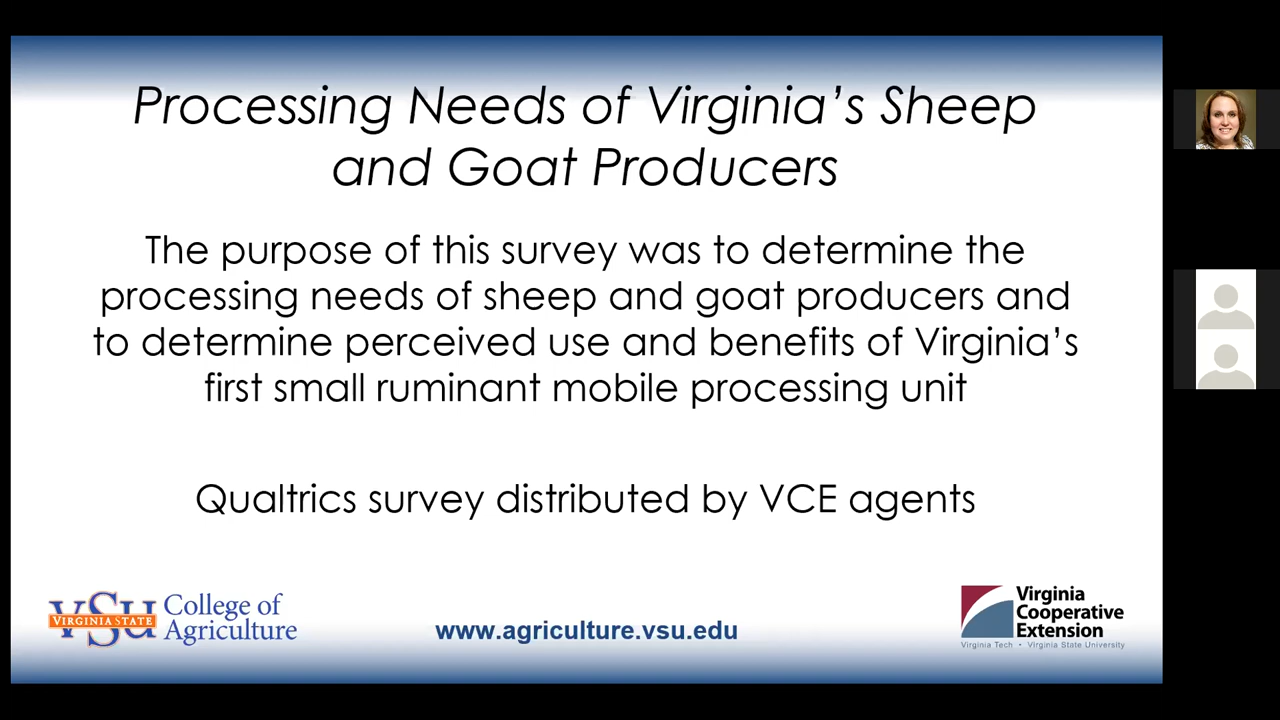 Processing Needs of Virginia’s Sheep
and Goat Producers
The purpose of this survey was to determine the
processing needs of sheep and goat producers and
to determine perceived use and benefits of Virginia’s
first small ruminant mobile processing unit
Qualtrics survey distributed by VCE agents
VSU
VIRGINIA STATE
College of
Agriculture
www.agriculture.vsu.edu
Virginia
Cooperative
Extension
Virginia Tech • Virginia State University